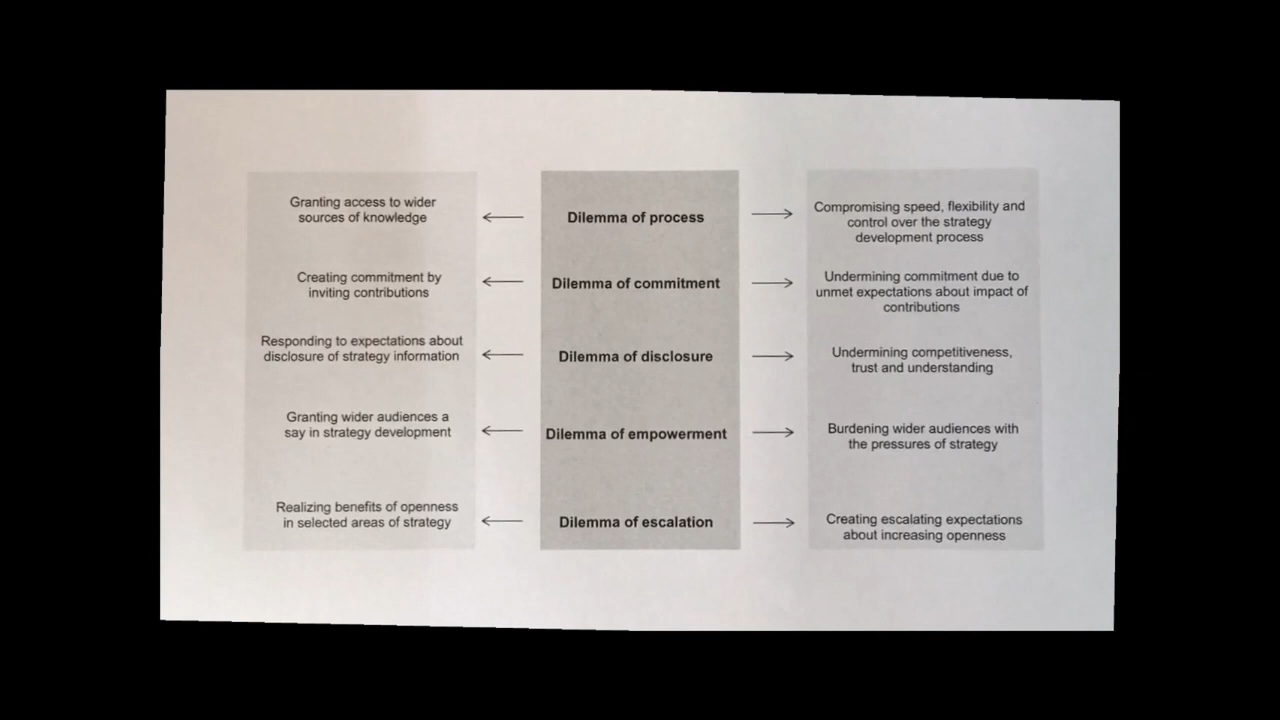 Granting access to wider
sources of knowledge
Dilemma of process
Compromising speed, flexibility and
control over the strategy
development process
Creating commitment by
inviting contributions
Dilemma of commitment
Undermining commitment due to
unmet expectations about impact of
contributions
Responding to expectations about
disclosure of strategy information
Dilemma of disclosure
Undermining competitiveness,
trust and understanding
Granting wider audiences a
say in strategy development
Dilemma of empowerment
Burdening wider audiences with
the pressures of strategy
Realizing benefits of openness
in selected areas of strategy
Dilemma of escalation
Creating escalating expectations
about increasing openness